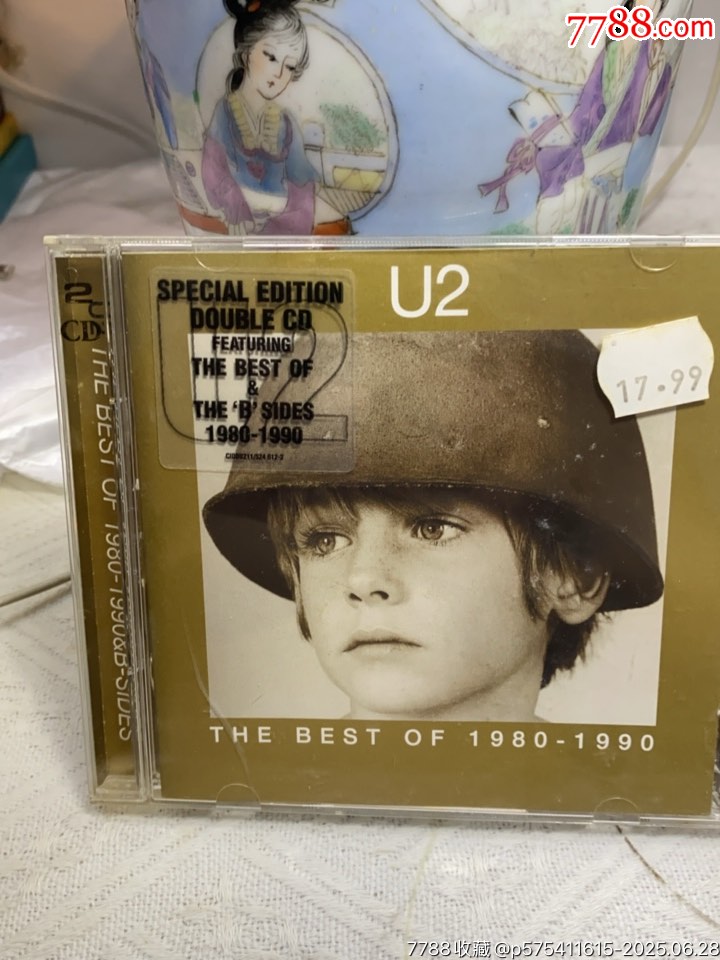 7788.com
U2
SPECIAL EDITION
DOUBLE CD
FEATURING
THE BEST OF
&
THE 'B' SIDES
1980-1990
17.99
2
CD
THE BEST OF 1980-1990&B-SIDES
THE BEST OF 1980-1990
7788收藏 @p575411615-2025.06.28